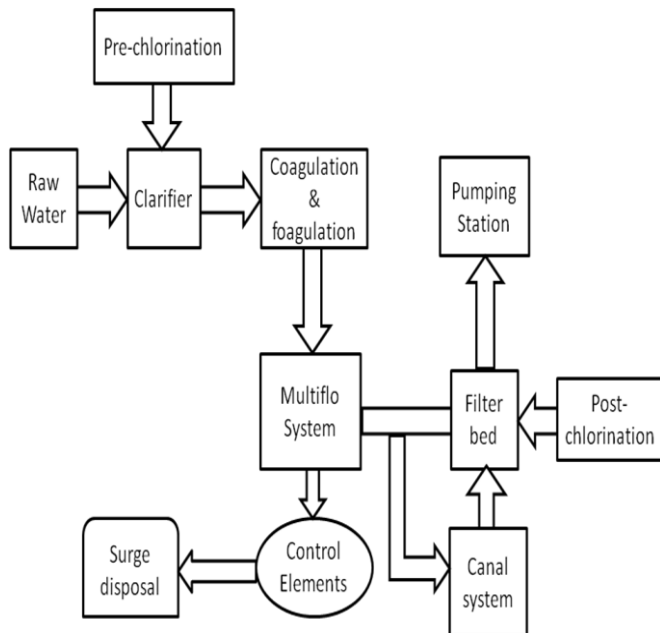 Pre-chlorination
Raw
Water
Clarifier
Coagulation
&
foagulation
Pumping
Station
Multiflo
System
Filter
bed
Post-
chlorination
Surge
disposal
Control
Elements
Canal
system